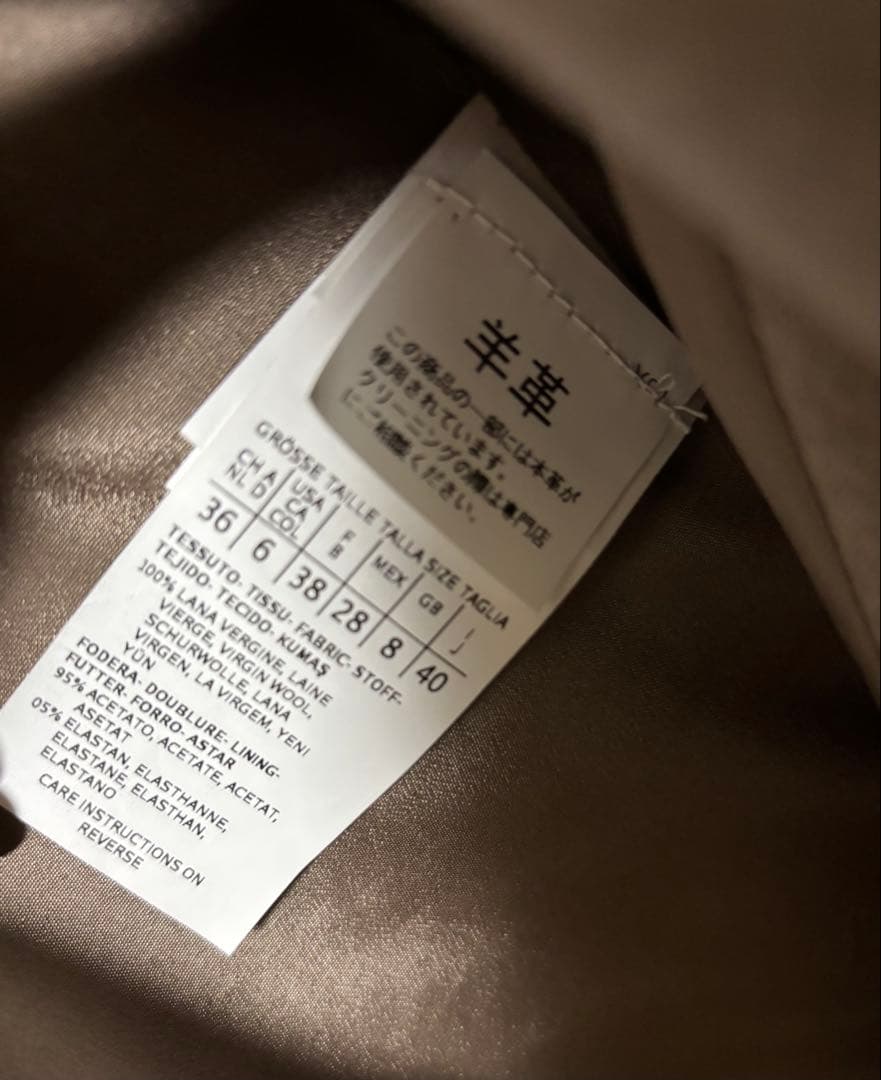 羊革
この商品の一部には本革が
使用されています。
クリーニングの際は専門店
にご相談ください。
GRÖSSE TAILLE TALLA SIZE TAGLIA
CH A NL D
USA CA COL
F B
MEX
GB
I J
36 6 38 28 8 40
TESSUTO- TISSU- FABRIC- STOFF-
TEJIDO- TECIDO- KUMAŞ
100% LANA VERGINE, LAINE
VIERGE, VIRGIN WOOL,
SCHURWOLLE, LANA
VIRGEN, LA VIRGEM, YENI
YÜN
FODERA- DOUBLURE- LINING-
FUTTER- FORRO- ASTAR
95% ACETATO, ACETATE, ACETAT,
ASETAT
05% ELASTAN, ELASTHANNE,
ELASTANE, ELASTHAN,
ELASTANO
CARE INSTRUCTIONS ON
REVERSE